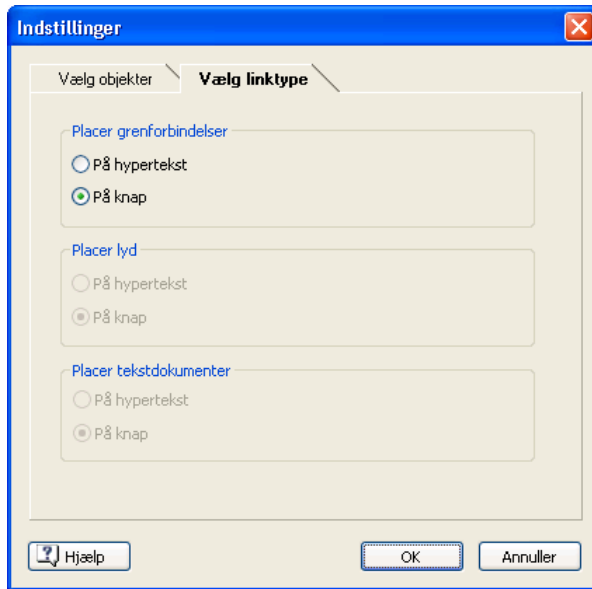 Indstillinger
Vælg objekter
Vælg linktype
Placer grenforbindelser
På hypertekst
På knap
Placer lyd
På hypertekst
På knap
Placer tekstdokumenter
På hypertekst
På knap
Hjælp
OK
Annuller